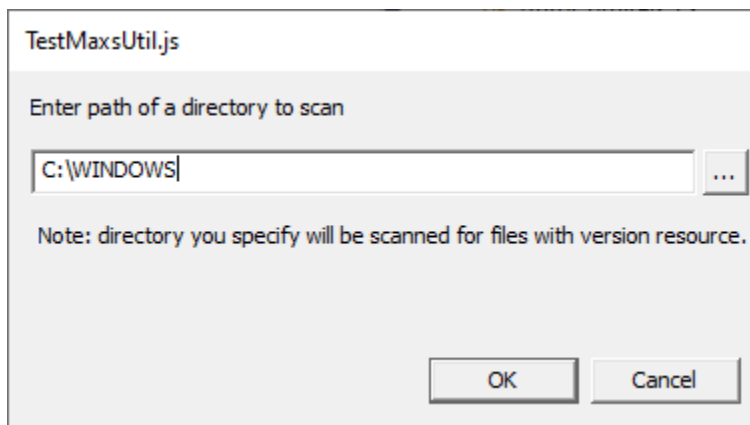 TestMaxsUtil.js
Enter path of a directory to scan
C:\WINDOWS
...
Note: directory you specify will be scanned for files with version resource.
OK
Cancel